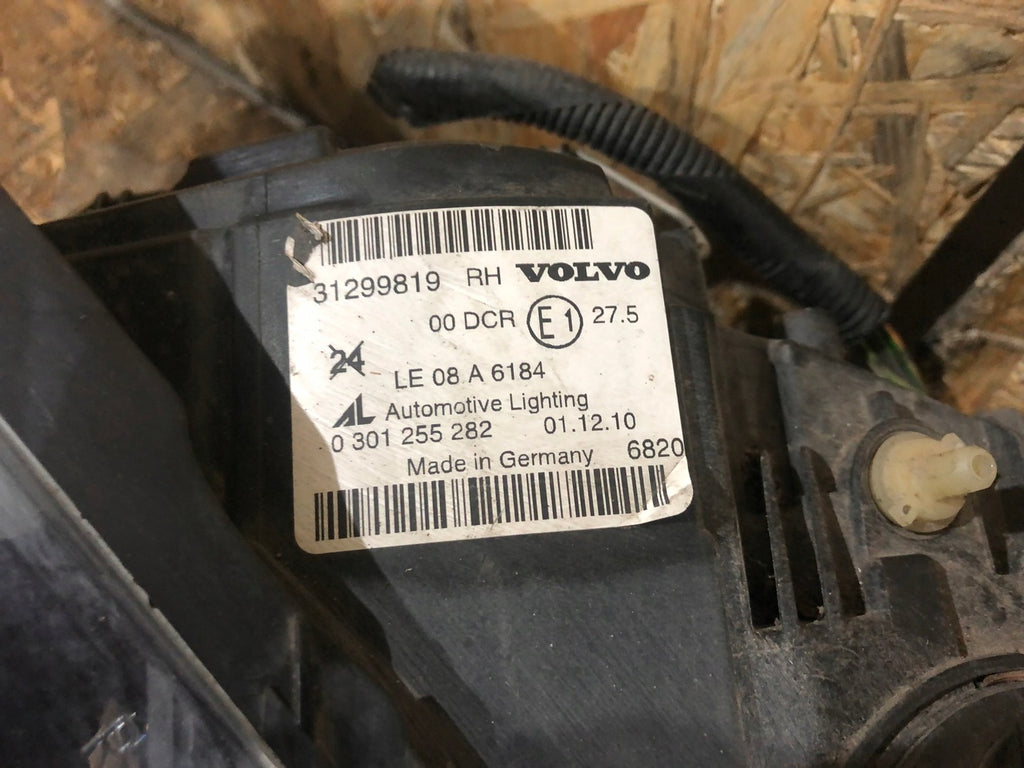 31299819 RH VOLVO
00 DCR E1 27.5
24
LE 08 A 6184
AL Automotive Lighting
0 301 255 282 01.12.10
Made in Germany 6820